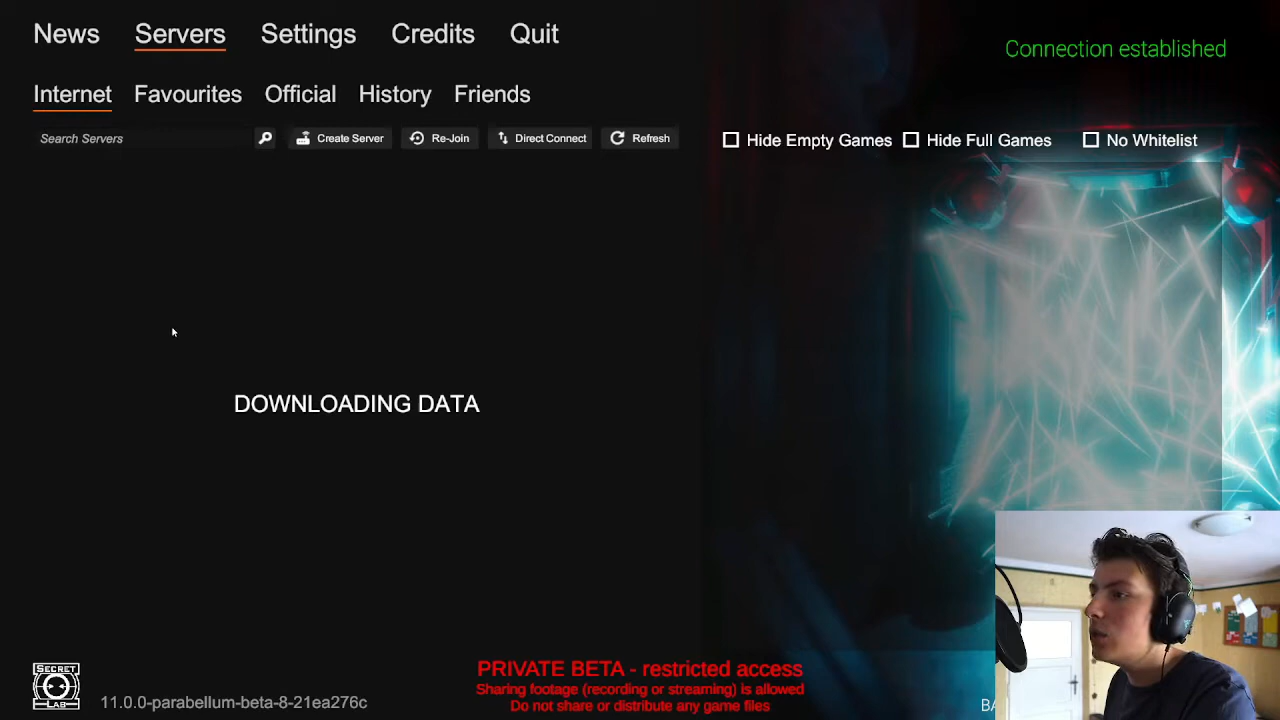 News Servers Settings Credits Quit
Connection established
Internet Favourites Official History Friends
Search Servers Create Server Re-Join Direct Connect Refresh Hide Empty Games Hide Full Games No Whitelist
DOWNLOADING DATA
PRIVATE BETA - restricted access
Sharing footage (recording or streaming) is allowed
Do not share or distribute any game files
SECRET
LAB
11.0.0-parabellum-beta-8-21ea276c